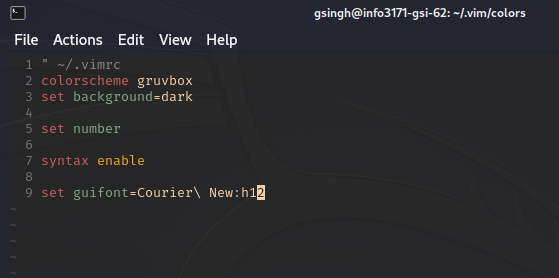 gsingh@info3171-gsi-62: ~/.vim/colors
File Actions Edit View Help
1 " ~/.vimrc
2 colorscheme gruvbox
3 set background=dark
4
5 set number
6
7 syntax enable
8
9 set guifont=Courier\ New:h12
~
~
~
~
~